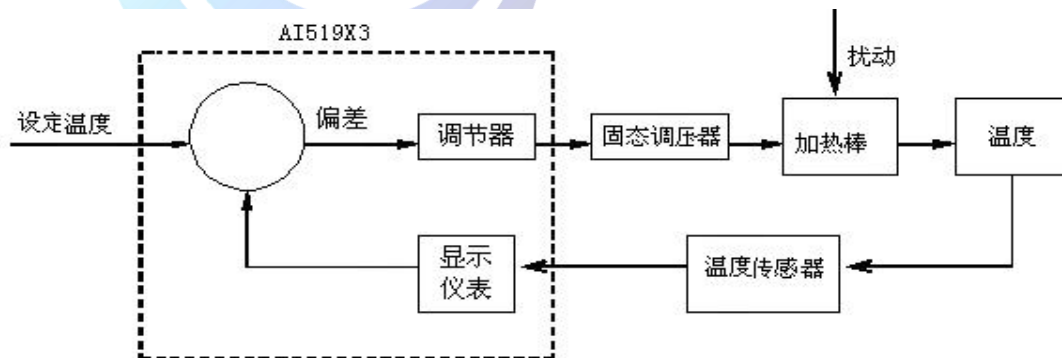 AI519X3
扰动
设定温度
偏差
调节器
固态调压器
加热棒
温度
显示
仪表
温度传感器